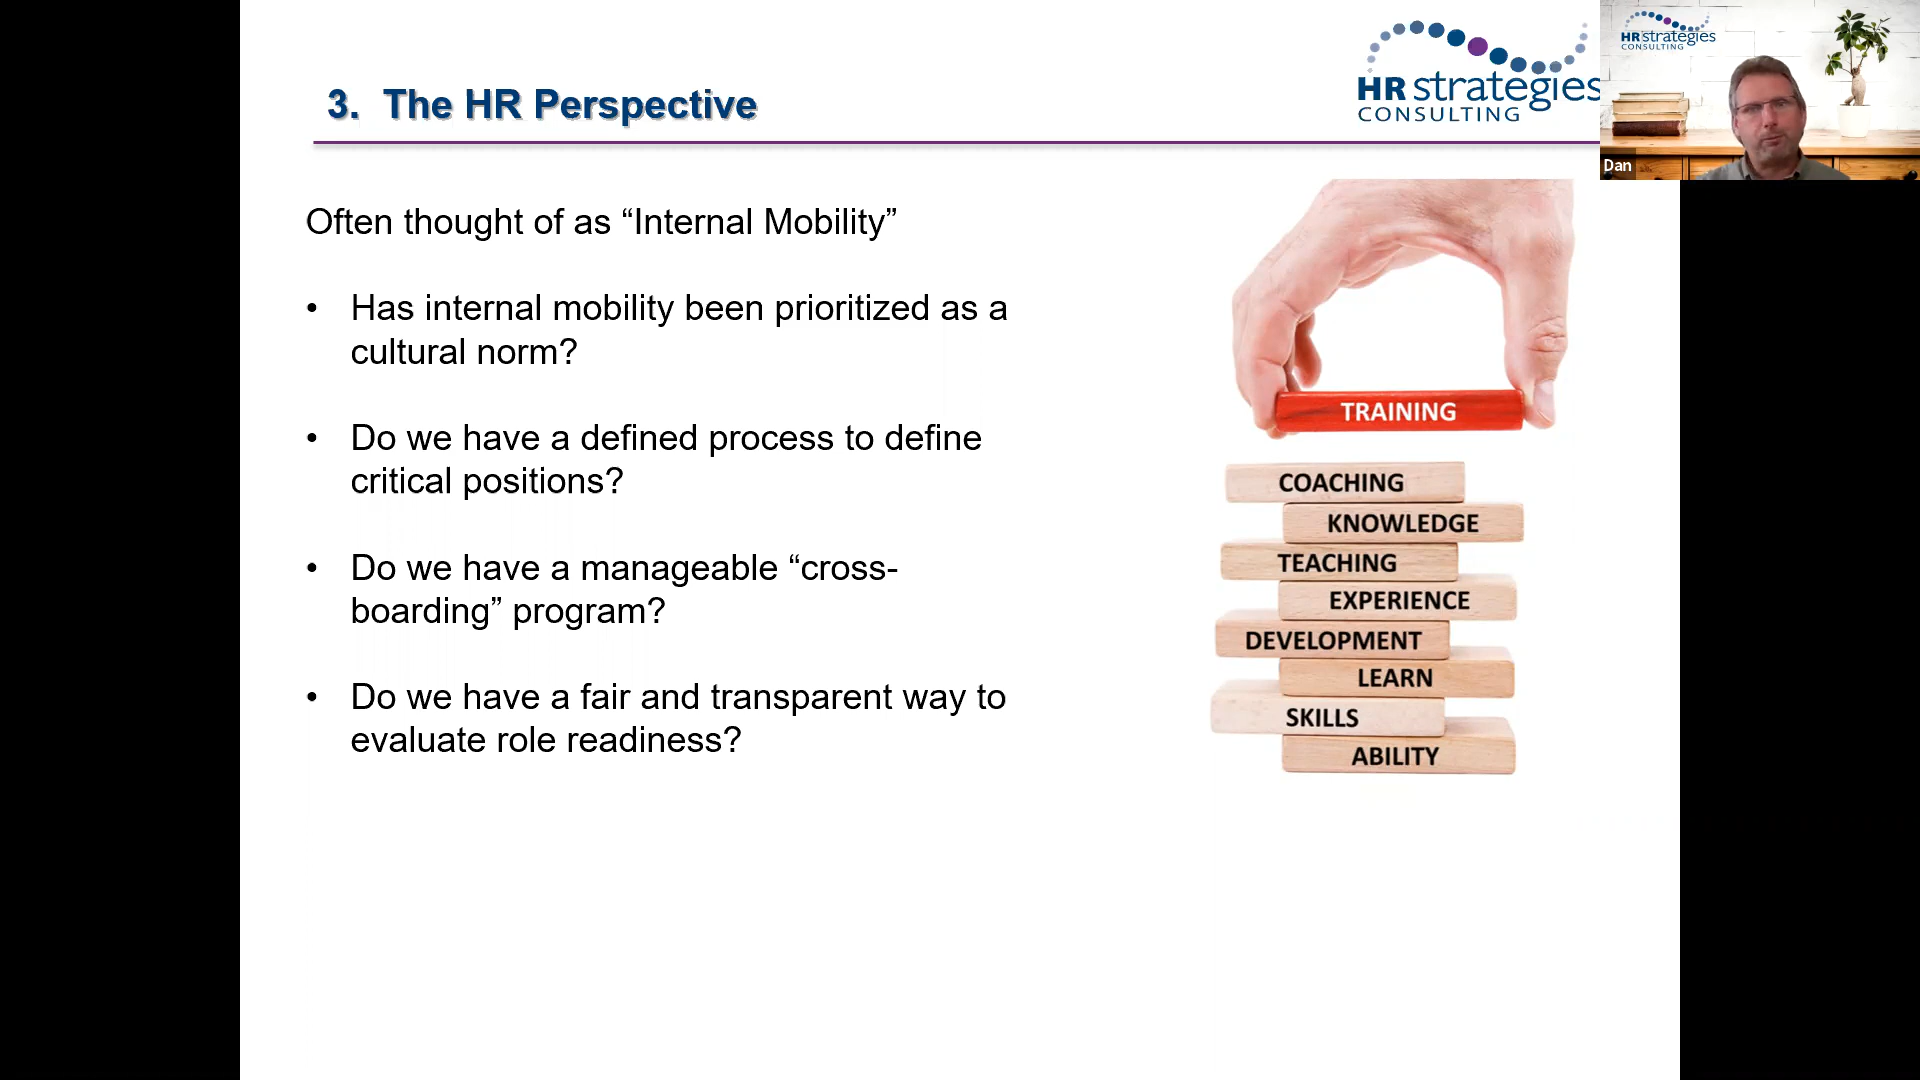 3. The HR Perspective
HR strategies
CONSULTING
HR strategies
CONSULTING
Dan
Often thought of as “Internal Mobility”
• Has internal mobility been prioritized as a
cultural norm?
• Do we have a defined process to define
critical positions?
• Do we have a manageable “cross-
boarding” program?
• Do we have a fair and transparent way to
evaluate role readiness?
TRAINING
COACHING
KNOWLEDGE
TEACHING
EXPERIENCE
DEVELOPMENT
LEARN
SKILLS
ABILITY